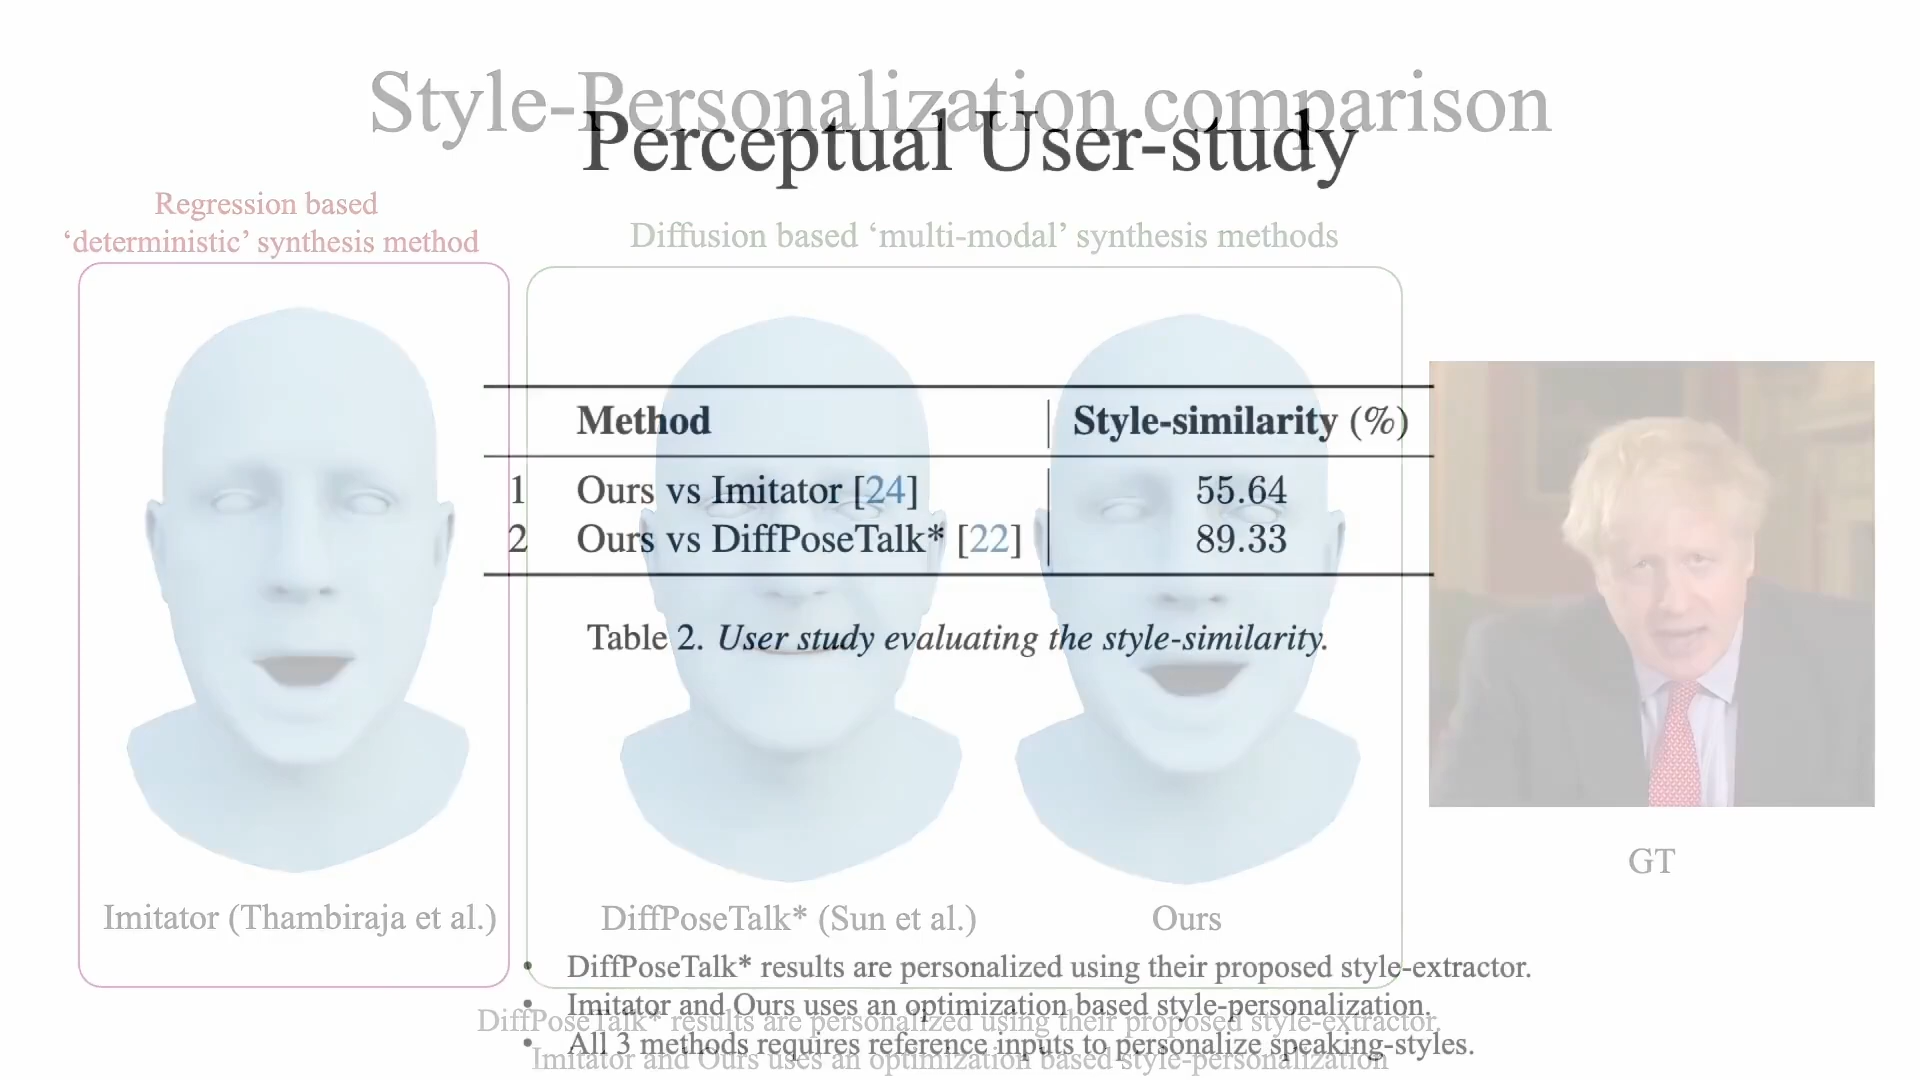 Style-Personalization comparison
Perceptual User-study
Regression based
‘deterministic’ synthesis method
Diffusion based ‘multi-modal’ synthesis methods
Method Style-similarity (%)
1 Ours vs Imitator [24] 55.64
2 Ours vs DiffPoseTalk* [22] 89.33
Table 2. User study evaluating the style-similarity.
GT
Imitator (Thambiraja et al.)
DiffPoseTalk* (Sun et al.)
Ours
• DiffPoseTalk* results are personalized using their proposed style-extractor.
• Imitator and Ours uses an optimization based style-personalization.
DiffPoseTalk* results are personalized using their proposed style-extractor.
• All 3 methods requires reference inputs to personalize speaking-styles.
Imitator and Ours uses an optimization based style-personalization